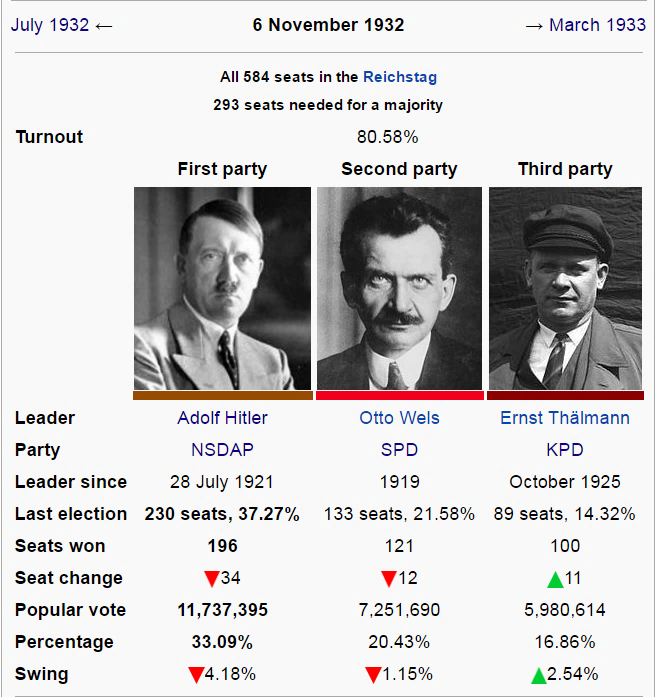 July 1932 ← 6 November 1932 → March 1933
All 584 seats in the Reichstag
293 seats needed for a majority
Turnout 80.58%
First party Second party Third party
Leader Adolf Hitler Otto Wels Ernst Thälmann
Party NSDAP SPD KPD
Leader since 28 July 1921 1919 October 1925
Last election 230 seats, 37.27% 133 seats, 21.58% 89 seats, 14.32%
Seats won 196 121 100
Seat change ▼34 ▼12 ▲11
Popular vote 11,737,395 7,251,690 5,980,614
Percentage 33.09% 20.43% 16.86%
Swing ▼4.18% ▼1.15% ▲2.54%